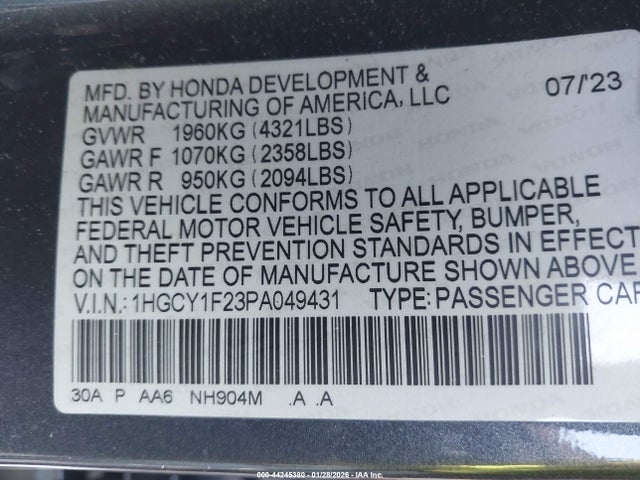 MFD. BY HONDA DEVELOPMENT &
MANUFACTURING OF AMERICA, LLC 07/'23
GVWR 1960KG (4321LBS)
GAWR F 1070KG (2358LBS)
GAWR R 950KG (2094LBS)
THIS VEHICLE CONFORMS TO ALL APPLICABLE
FEDERAL MOTOR VEHICLE SAFETY, BUMPER,
AND THEFT PREVENTION STANDARDS IN EFFECT
ON THE DATE OF MANUFACTURE SHOWN ABOVE
V.I.N.: 1HGCY1F23PA049431 TYPE: PASSENGER CAR
30A P AA6 NH904M .A .A
000-44245380 - 01/28/2026 - IAA Inc.